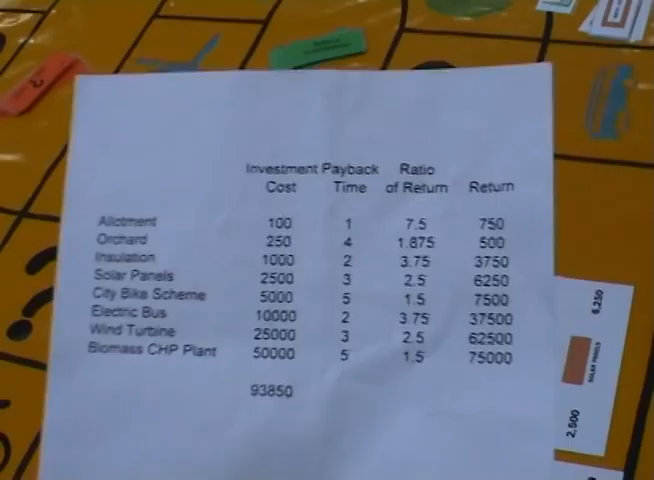 Investment Payback Ratio
Cost Time of Return Return
Allotment 100 1 7.5 750
Orchard 250 4 1.875 500
Insulation 1000 2 3.75 3750
Solar Panels 2500 3 2.5 6250
City Bike Scheme 5000 5 1.5 7500
Electric Bus 10000 2 3.75 37500
Wind Turbine 25000 3 2.5 62500
Biomass CHP Plant 50000 5 1.5 75000
93850
6,250
SOLAR PANELS
2,500
?